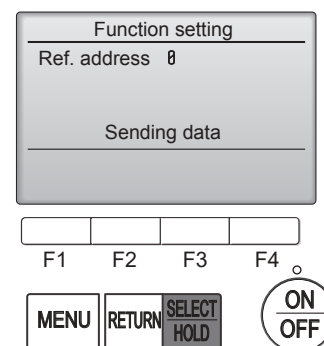 Function setting
Ref. address 0
Sending data
F1 F2 F3 F4
MENU RETURN SELECT
HOLD
ON
OFF